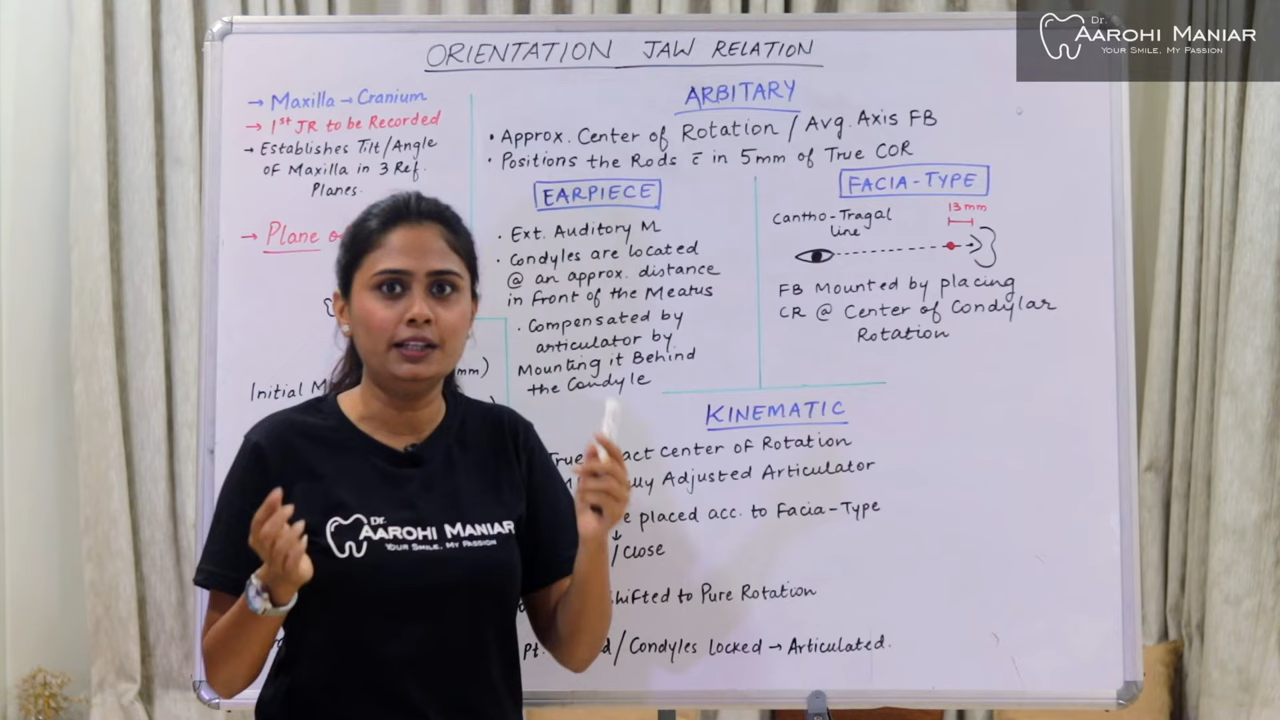 Dr.
AAROHI MANIAR
YOUR SMILE, MY PASSION
ORIENTATION JAW RELATION
→ Maxilla → Cranium
→ 1st JR to be Recorded
→ Establishes Tilt/Angle
of Maxilla in 3 Ref.
Planes.
→ Plane
mm)
Initial
ARBITARY
• Approx. Center of Rotation / Avg. Axis FB
• Positions the Rods c̄ in 5mm of True COR
EARPIECE
• Ext. Auditory M
• Condyles are located
@ an approx. distance
in front of the Meatus
• Compensated by
articulator by
Mounting it Behind
the Condyle
FACIA-TYPE
13mm
Cantho-Tragal
line
FB Mounted by placing
CR @ Center of Condylar
Rotation
KINEMATIC
True center of Rotation
Adjusted Articulator
placed acc. to Facia-Type
↓
/Close
to Pure Rotation
Pt. /Condyles locked → Articulated.
Dr.
AAROHI MANIAR
YOUR SMILE, MY PASSION